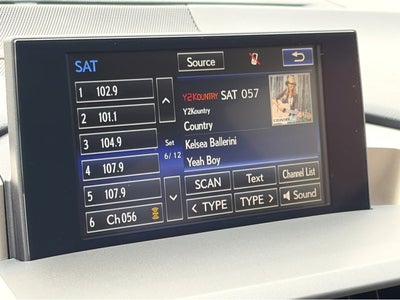 SAT
Source
1 102.9
2 101.1
3 104.9
4 107.9
5 107.9
6 Ch056
Set
6/12
Y2KOUNTRY SAT 057
Y2Kountry
Country
Kelsea Ballerini
Yeah Boy
SCAN
Text
Channel List
< TYPE
TYPE >
Sound